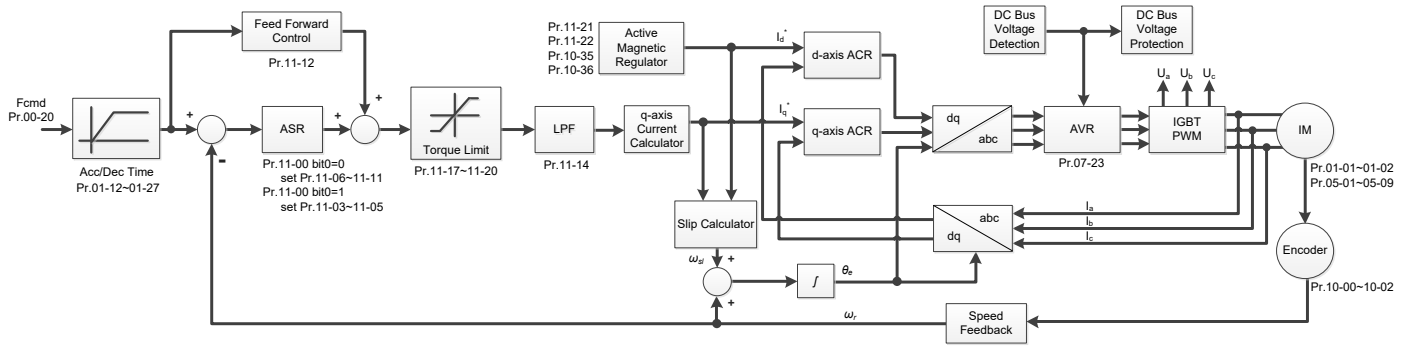 Fcmd
Pr.00-20
Acc/Dec Time
Pr.01-12~01-27
Feed Forward
Control
Pr.11-12
+
-
ASR
Pr.11-00 bit0=0
set Pr.11-06~11-11
Pr.11-00 bit0=1
set Pr.11-03~11-05
+
+
Torque Limit
Pr.11-17~11-20
LPF
Pr.11-14
Pr.11-21
Pr.11-22
Pr.10-35
Pr.10-36
Active
Magnetic
Regulator
q-axis
Current
Calculator
Id*
Iq*
d-axis ACR
q-axis ACR
dq
abc
DC Bus
Voltage
Detection
DC Bus
Voltage
Protection
AVR
Pr.07-23
Ua
Ub
Uc
IGBT
PWM
IM
Pr.01-01~01-02
Pr.05-01~05-09
Slip Calculator
ωsl
+
+
∫
θe
abc
dq
Ia
Ib
Ic
Encoder
Pr.10-00~10-02
Speed
Feedback
ωr